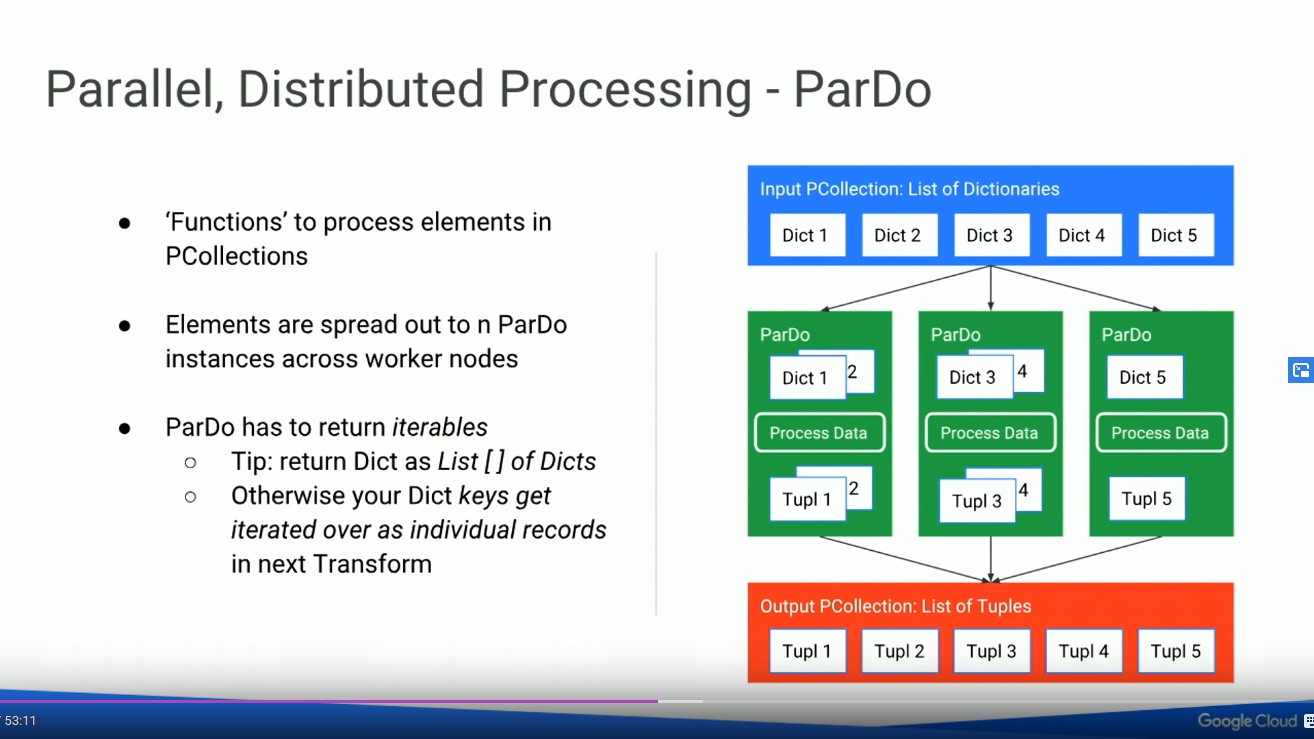 Parallel, Distributed Processing - ParDo
● ‘Functions’ to process elements in
PCollections
● Elements are spread out to n ParDo
instances across worker nodes
● ParDo has to return iterables
○ Tip: return Dict as List [ ] of Dicts
○ Otherwise your Dict keys get
iterated over as individual records
in next Transform
Input PCollection: List of Dictionaries
Dict 1 Dict 2 Dict 3 Dict 4 Dict 5
ParDo ParDo ParDo
Dict 1 2 Dict 3 4 Dict 5
Process Data Process Data Process Data
Tupl 1 2 Tupl 3 4 Tupl 5
Output PCollection: List of Tuples
Tupl 1 Tupl 2 Tupl 3 Tupl 4 Tupl 5
/ 53:11
Google Cloud